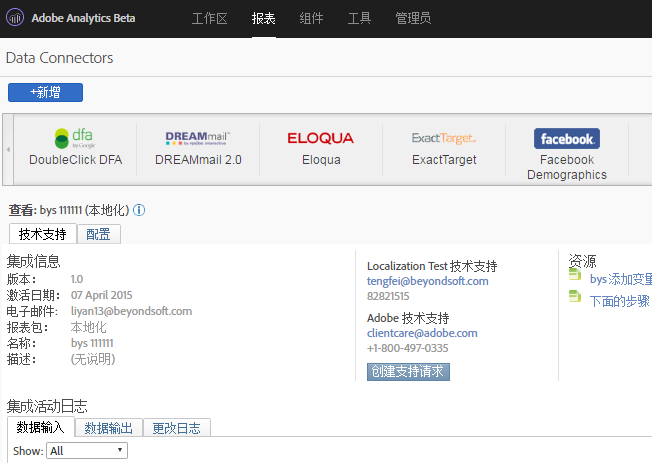 Adobe Analytics Beta 工作区 报表 组件 工具 管理员
Data Connectors
+新增
dfa
by Google
DoubleClick DFA
DREAMmail
DREAMmail 2.0
ELOQUA
Eloqua
ExactTarget
ExactTarget
facebook
Facebook
Demographics
查看: bys 111111 (本地化)
技术支持 配置
集成信息
版本: 1.0
激活日期: 07 April 2015
电子邮件: liyan13@beyondsoft.com
报表包: 本地化
名称: bys 111111
描述: (无说明)
Localization Test 技术支持
tengfei@beyondsoft.com
82821515
Adobe 技术支持
clientcare@adobe.com
+1-800-497-0335
创建支持请求
资源
bys 添加变量
下面的步骤
集成活动日志
数据输入 数据输出 更改日志
Show: All